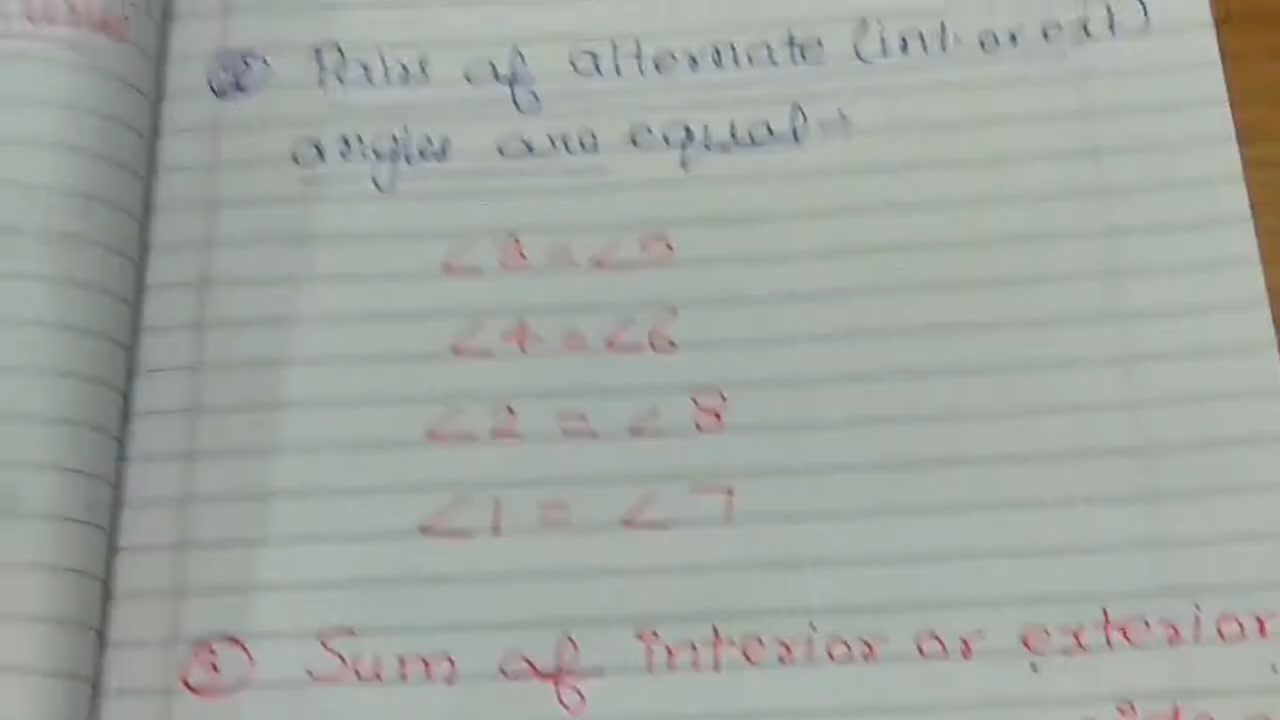 ② Pairs of alternate (int. or ext)
angles are equal :-
∠3 = ∠5
∠4 = ∠6
∠2 = ∠8
∠1 = ∠7
③ Sum of interior or exterior